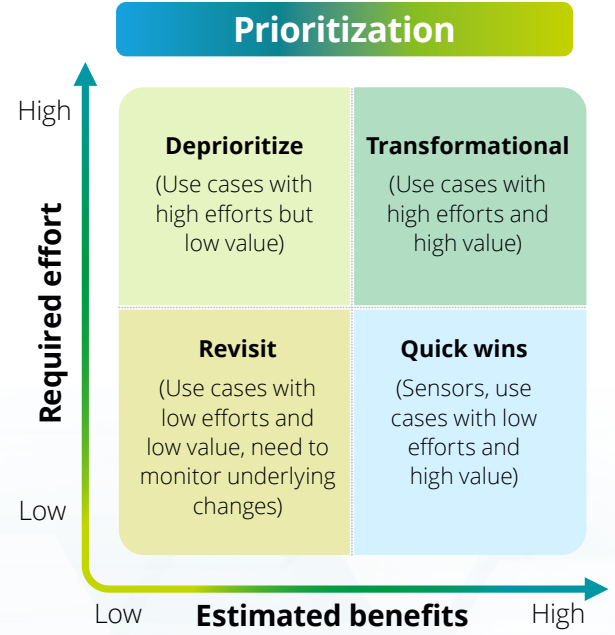 Prioritization
High
Required effort
Low
Deprioritize
(Use cases with
high efforts but
low value)
Transformational
(Use cases with
high efforts and
high value)
Revisit
(Use cases with
low efforts and
low value, need to
monitor underlying
changes)
Quick wins
(Sensors, use
cases with low
efforts and
high value)
Low
Estimated benefits
High